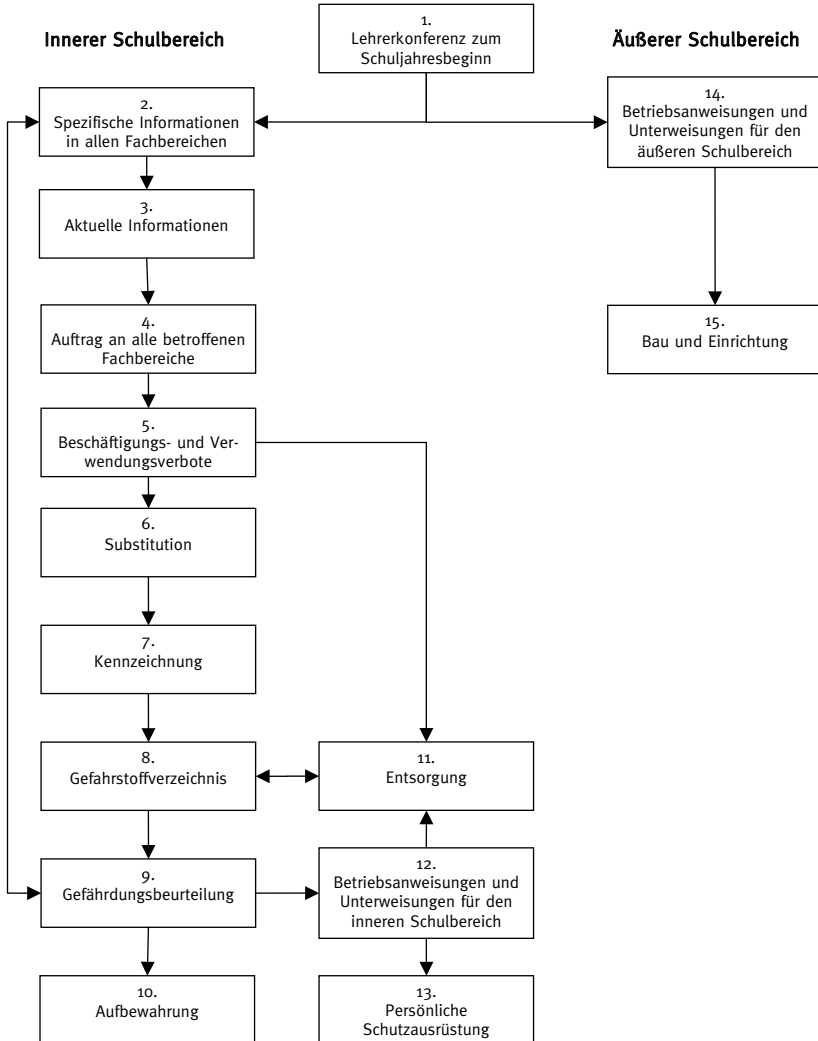 Innerer Schulbereich
1.
Lehrerkonferenz zum
Schuljahresbeginn
Äußerer Schulbereich
2.
Spezifische Informationen
in allen Fachbereichen
14.
Betriebsanweisungen und
Unterweisungen für den
äußeren Schulbereich
3.
Aktuelle Informationen
4.
Auftrag an alle betroffenen
Fachbereiche
15.
Bau und Einrichtung
5.
Beschäftigungs- und Ver-
wendungsverbote
6.
Substitution
7.
Kennzeichnung
8.
Gefahrstoffverzeichnis
11.
Entsorgung
9.
Gefährdungsbeurteilung
12.
Betriebsanweisungen und
Unterweisungen für den
inneren Schulbereich
10.
Aufbewahrung
13.
Persönliche
Schutzausrüstung